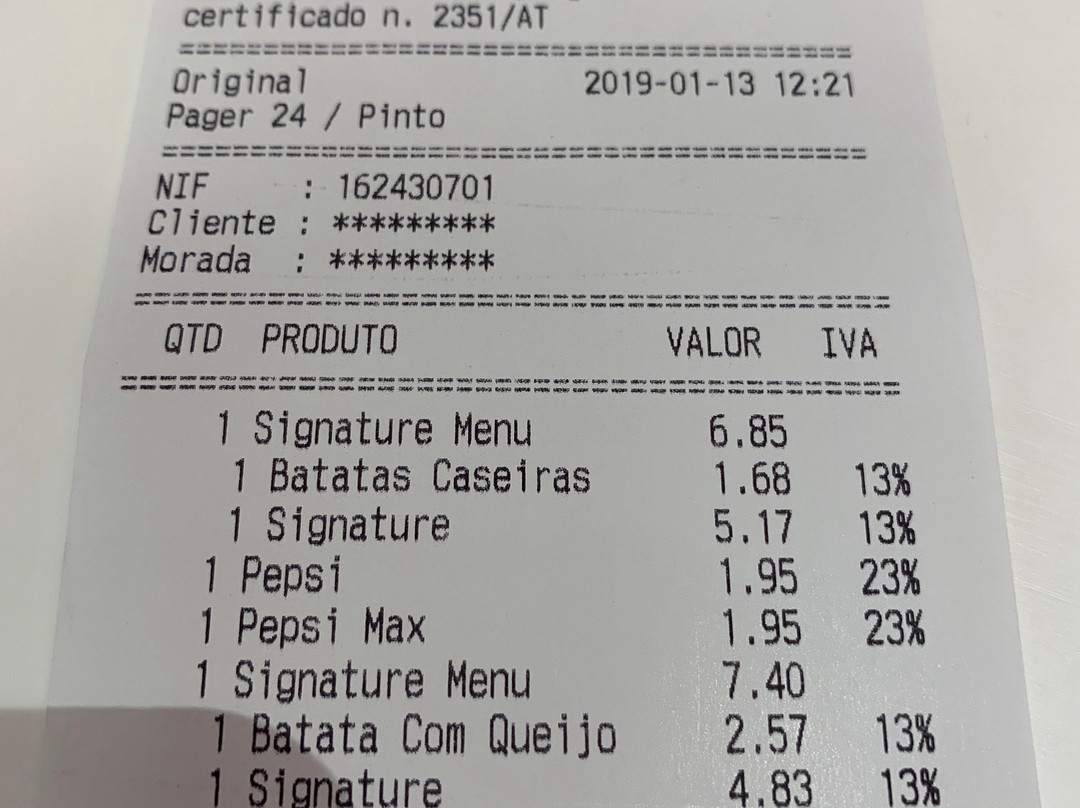 certificado n. 2351/AT
========================================
Original 2019-01-13 12:21
Pager 24 / Pinto
========================================
NIF : 162430701
Cliente : *********
Morada : *********
========================================
QTD PRODUTO VALOR IVA
========================================
1 Signature Menu 6.85
1 Batatas Caseiras 1.68 13%
1 Signature 5.17 13%
1 Pepsi 1.95 23%
1 Pepsi Max 1.95 23%
1 Signature Menu 7.40
1 Batata Com Queijo 2.57 13%
1 Signature 4.83 13%